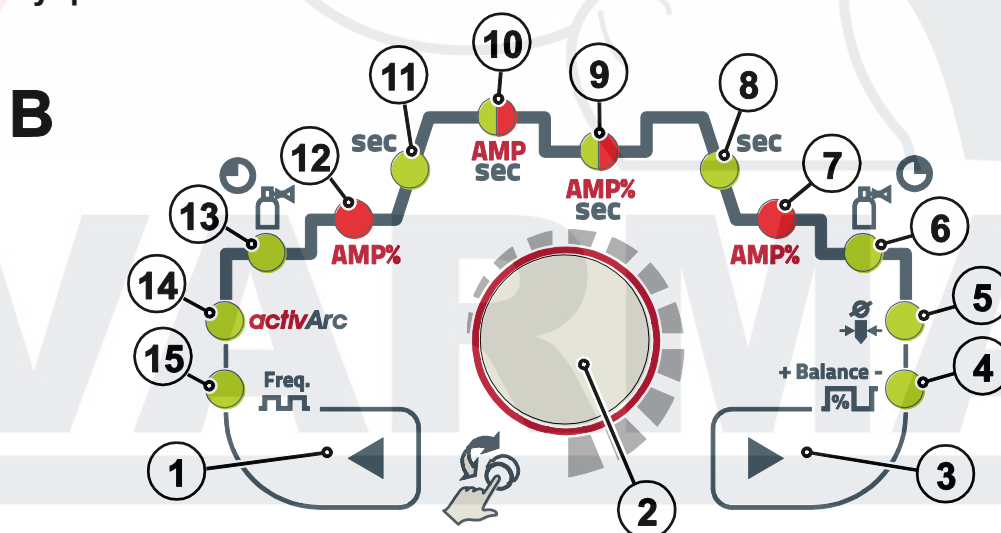 B
10
11
9
8
sec
AMP
sec
sec
12
7
AMP%
sec
13
AMP%
AMP%
6
14
activArc
5
15
Freq.
+ Balance -
%
4
1
3
2